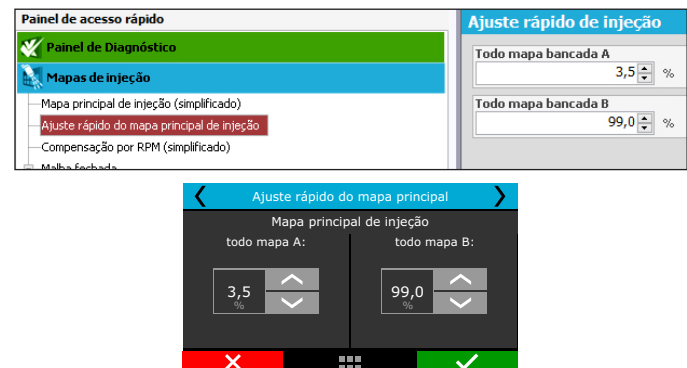 Painel de acesso rápido
Painel de Diagnóstico
Mapas de injeção
Mapa principal de injeção (simplificado)
Ajuste rápido do mapa principal de injeção
Compensação por RPM (simplificado)
Malha fechada
Ajuste rápido de injeção
Todo mapa bancada A
3,5 %
Todo mapa bancada B
99,0 %
Ajuste rápido do mapa principal
Mapa principal de injeção
todo mapa A: todo mapa B:
3,5 99,0
% %